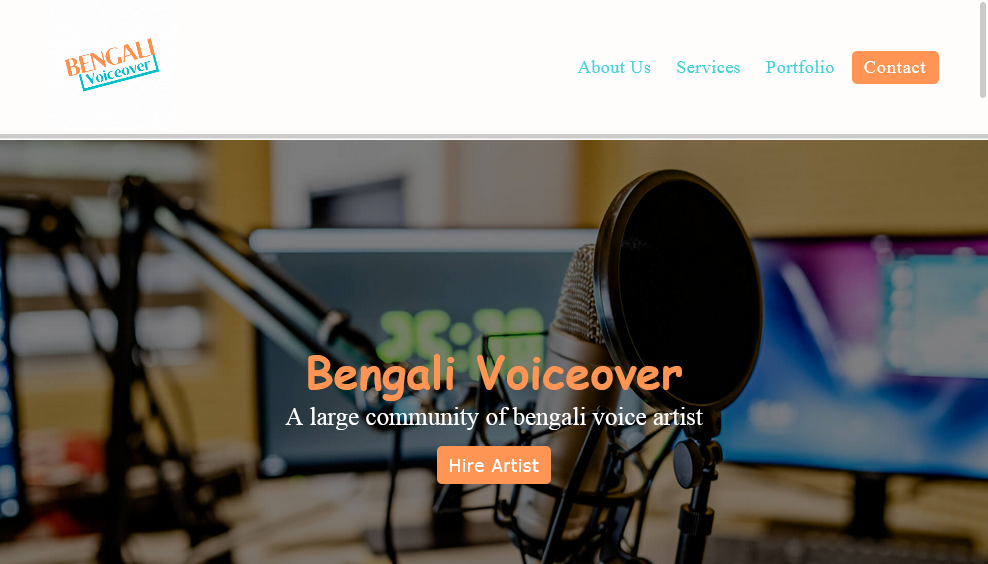 BENGALI
Voiceover
About Us Services Portfolio Contact
Bengali Voiceover
A large community of bengali voice artist
Hire Artist